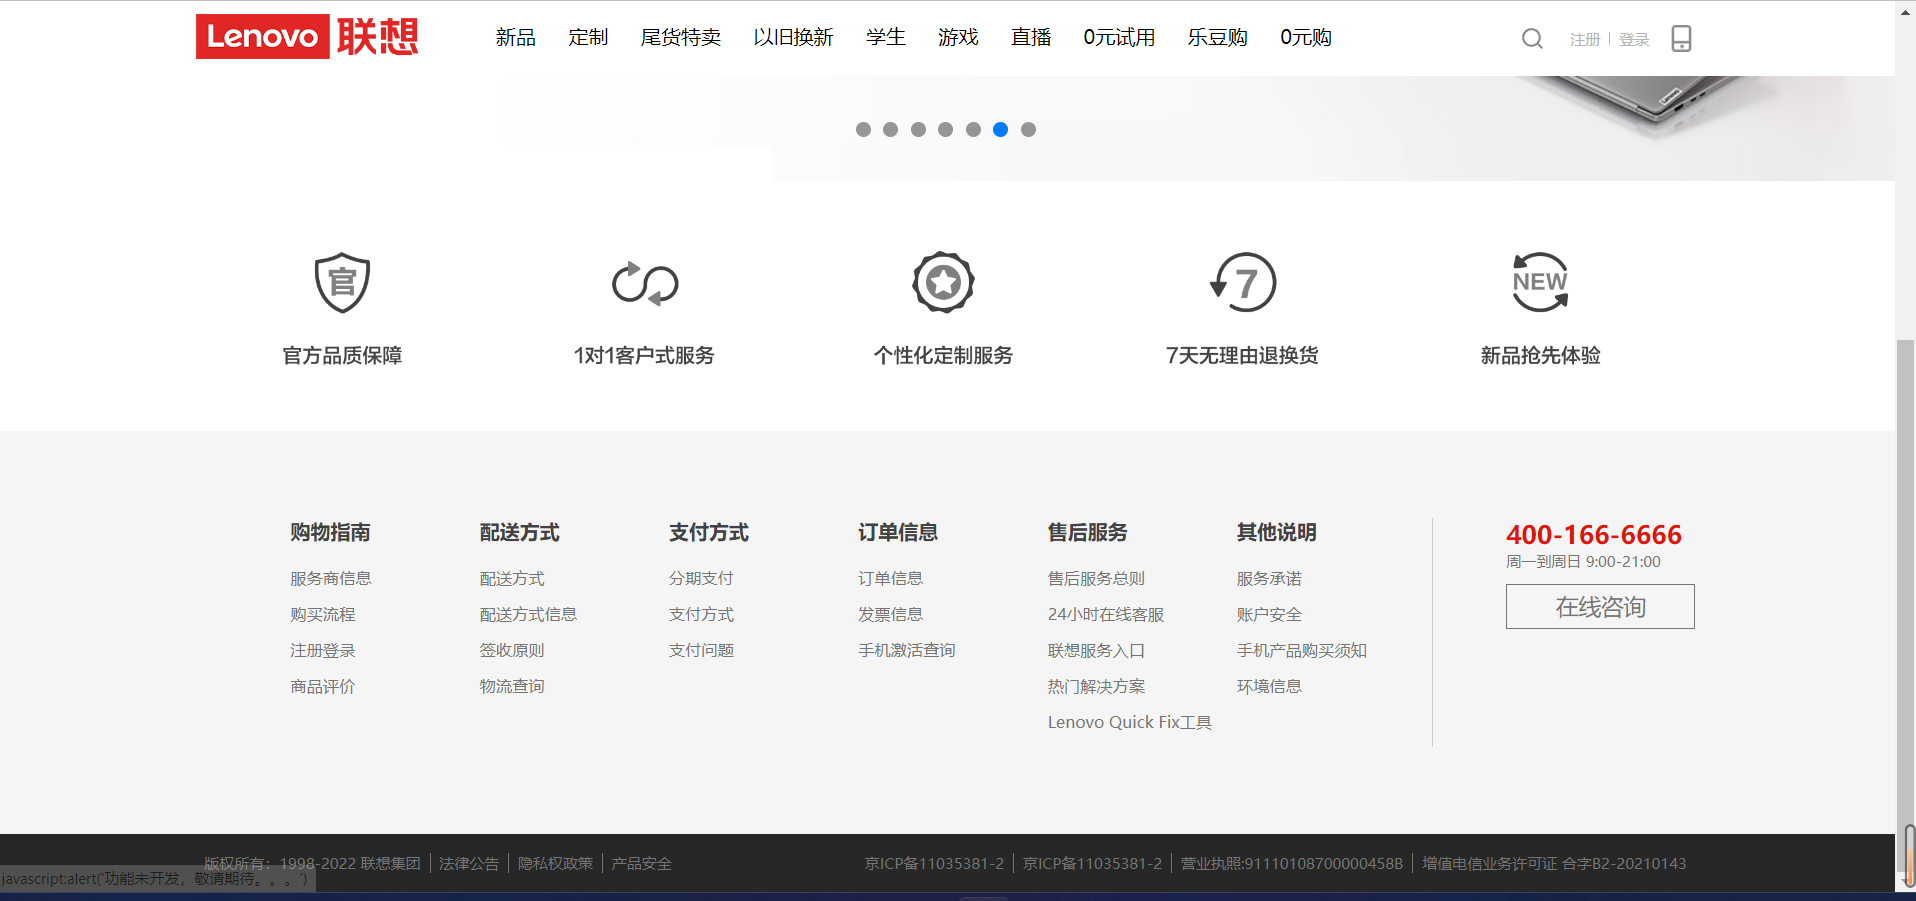 Lenovo 联想 新品 定制 尾货特卖 以旧换新 学生 游戏 直播 0元试用 乐豆购 0元购 注册 登录
Lenovo
官 7 NEW
官方品质保障 1对1客户式服务 个性化定制服务 7天无理由退换货 新品抢先体验
购物指南 配送方式 支付方式 订单信息 售后服务 其他说明 400-166-6666
周一到周日 9:00-21:00
服务商信息 配送方式 分期支付 订单信息 售后服务总则 服务承诺
在线咨询
购买流程 配送方式信息 支付方式 发票信息 24小时在线客服 账户安全
注册登录 签收原则 支付问题 手机激活查询 联想服务入口 手机产品购买须知
商品评价 物流查询 热门解决方案 环境信息
Lenovo Quick Fix工具
版权所有：1998-2022 联想集团 法律公告 隐私权政策 产品安全 京ICP备11035381-2 京ICP备11035381-2 营业执照:91110108700000458B 增值电信业务许可证 合字B2-20210143
javascript:alert('功能未开发，敬请期待。。。')